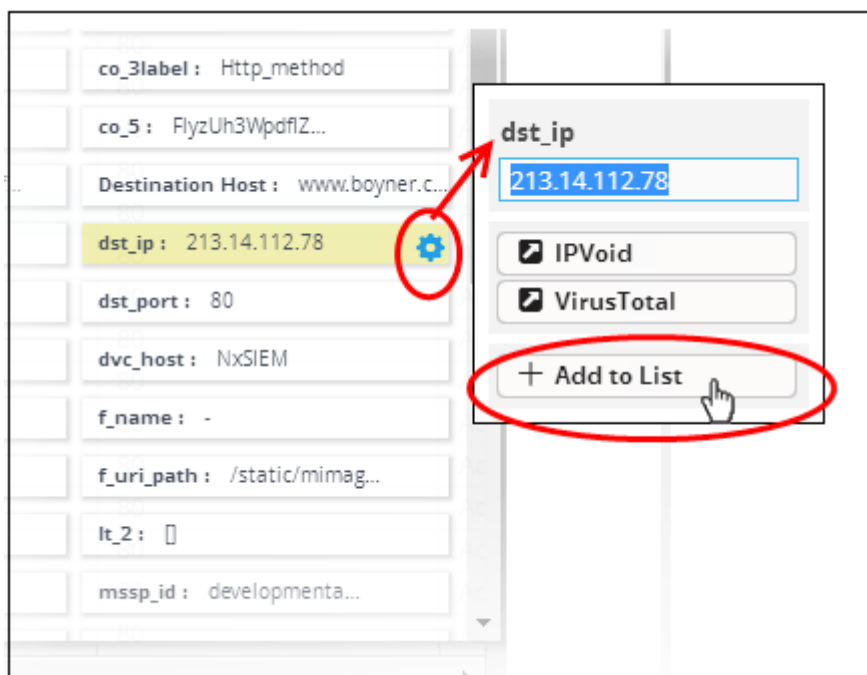 co_3label : Http_method
co_5 : FlyzUh3WpdflZ...
Destination Host : www.boyner.c...
dst_ip : 213.14.112.78
dst_port : 80
dvc_host : NxSIEM
f_name : -
f_uri_path : /static/mimag...
lt_2 : []
mssp_id : developmenta...
dst_ip
213.14.112.78
IPVoid
VirusTotal
+ Add to List